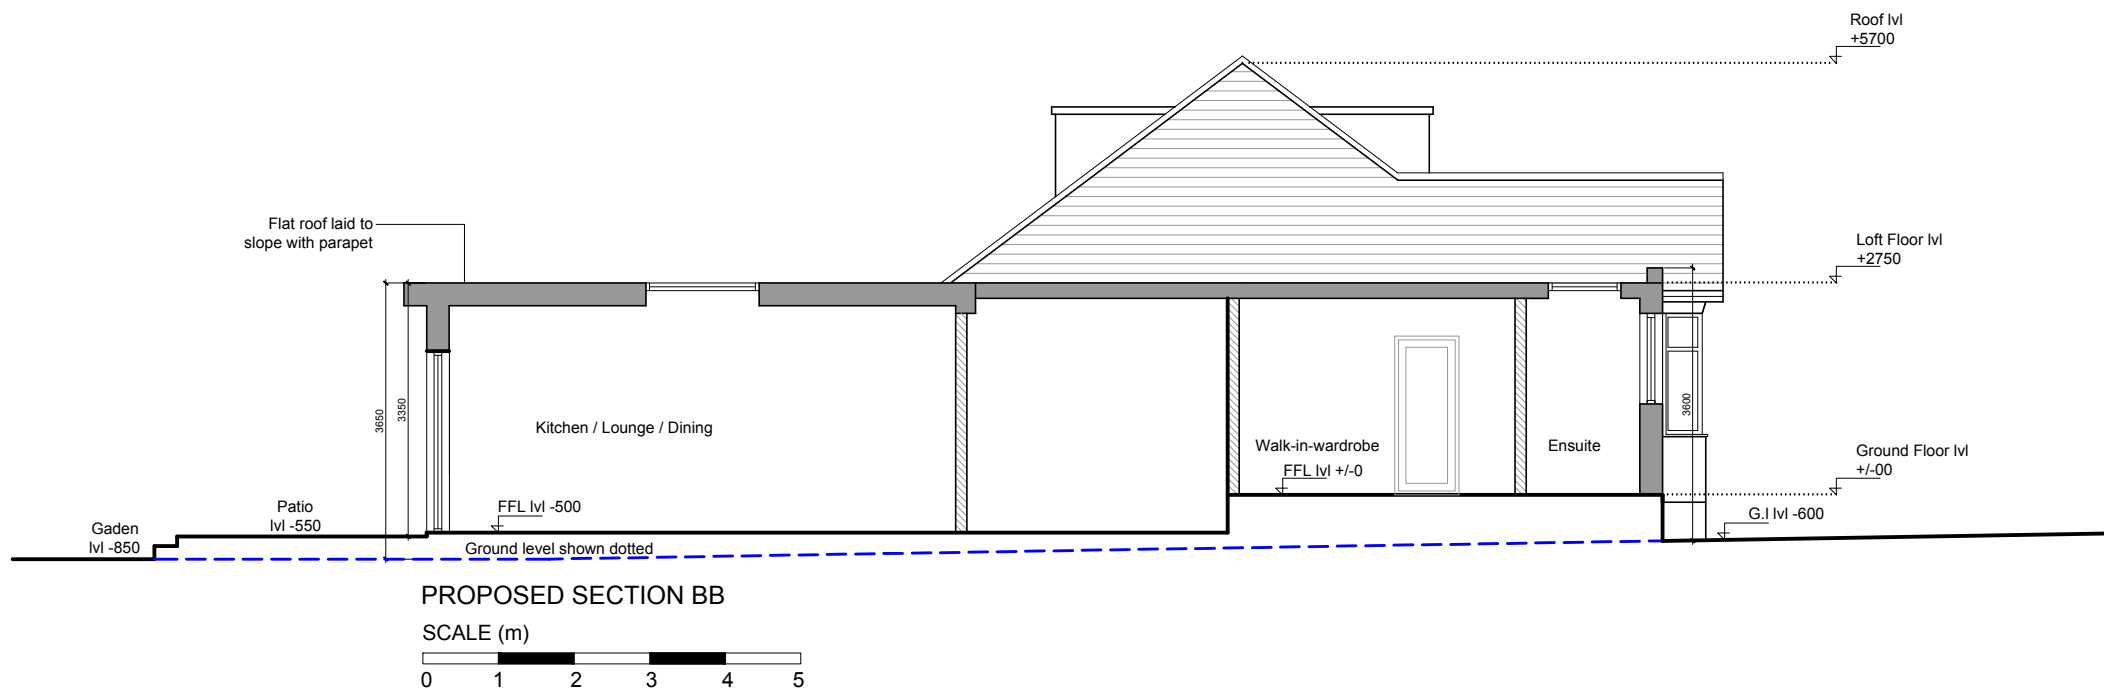 Roof lvl
+5700
Flat roof laid to
slope with parapet
Loft Floor lvl
+2750
3650
3350
3600
Kitchen / Lounge / Dining
Walk-in-wardrobe
FFL lvl +/-0
Ensuite
Ground Floor lvl
+/-00
Patio
lvl -550
FFL lvl -500
G.l lvl -600
Gaden
lvl -850
Ground level shown dotted
PROPOSED SECTION BB
SCALE (m)
0 1 2 3 4 5